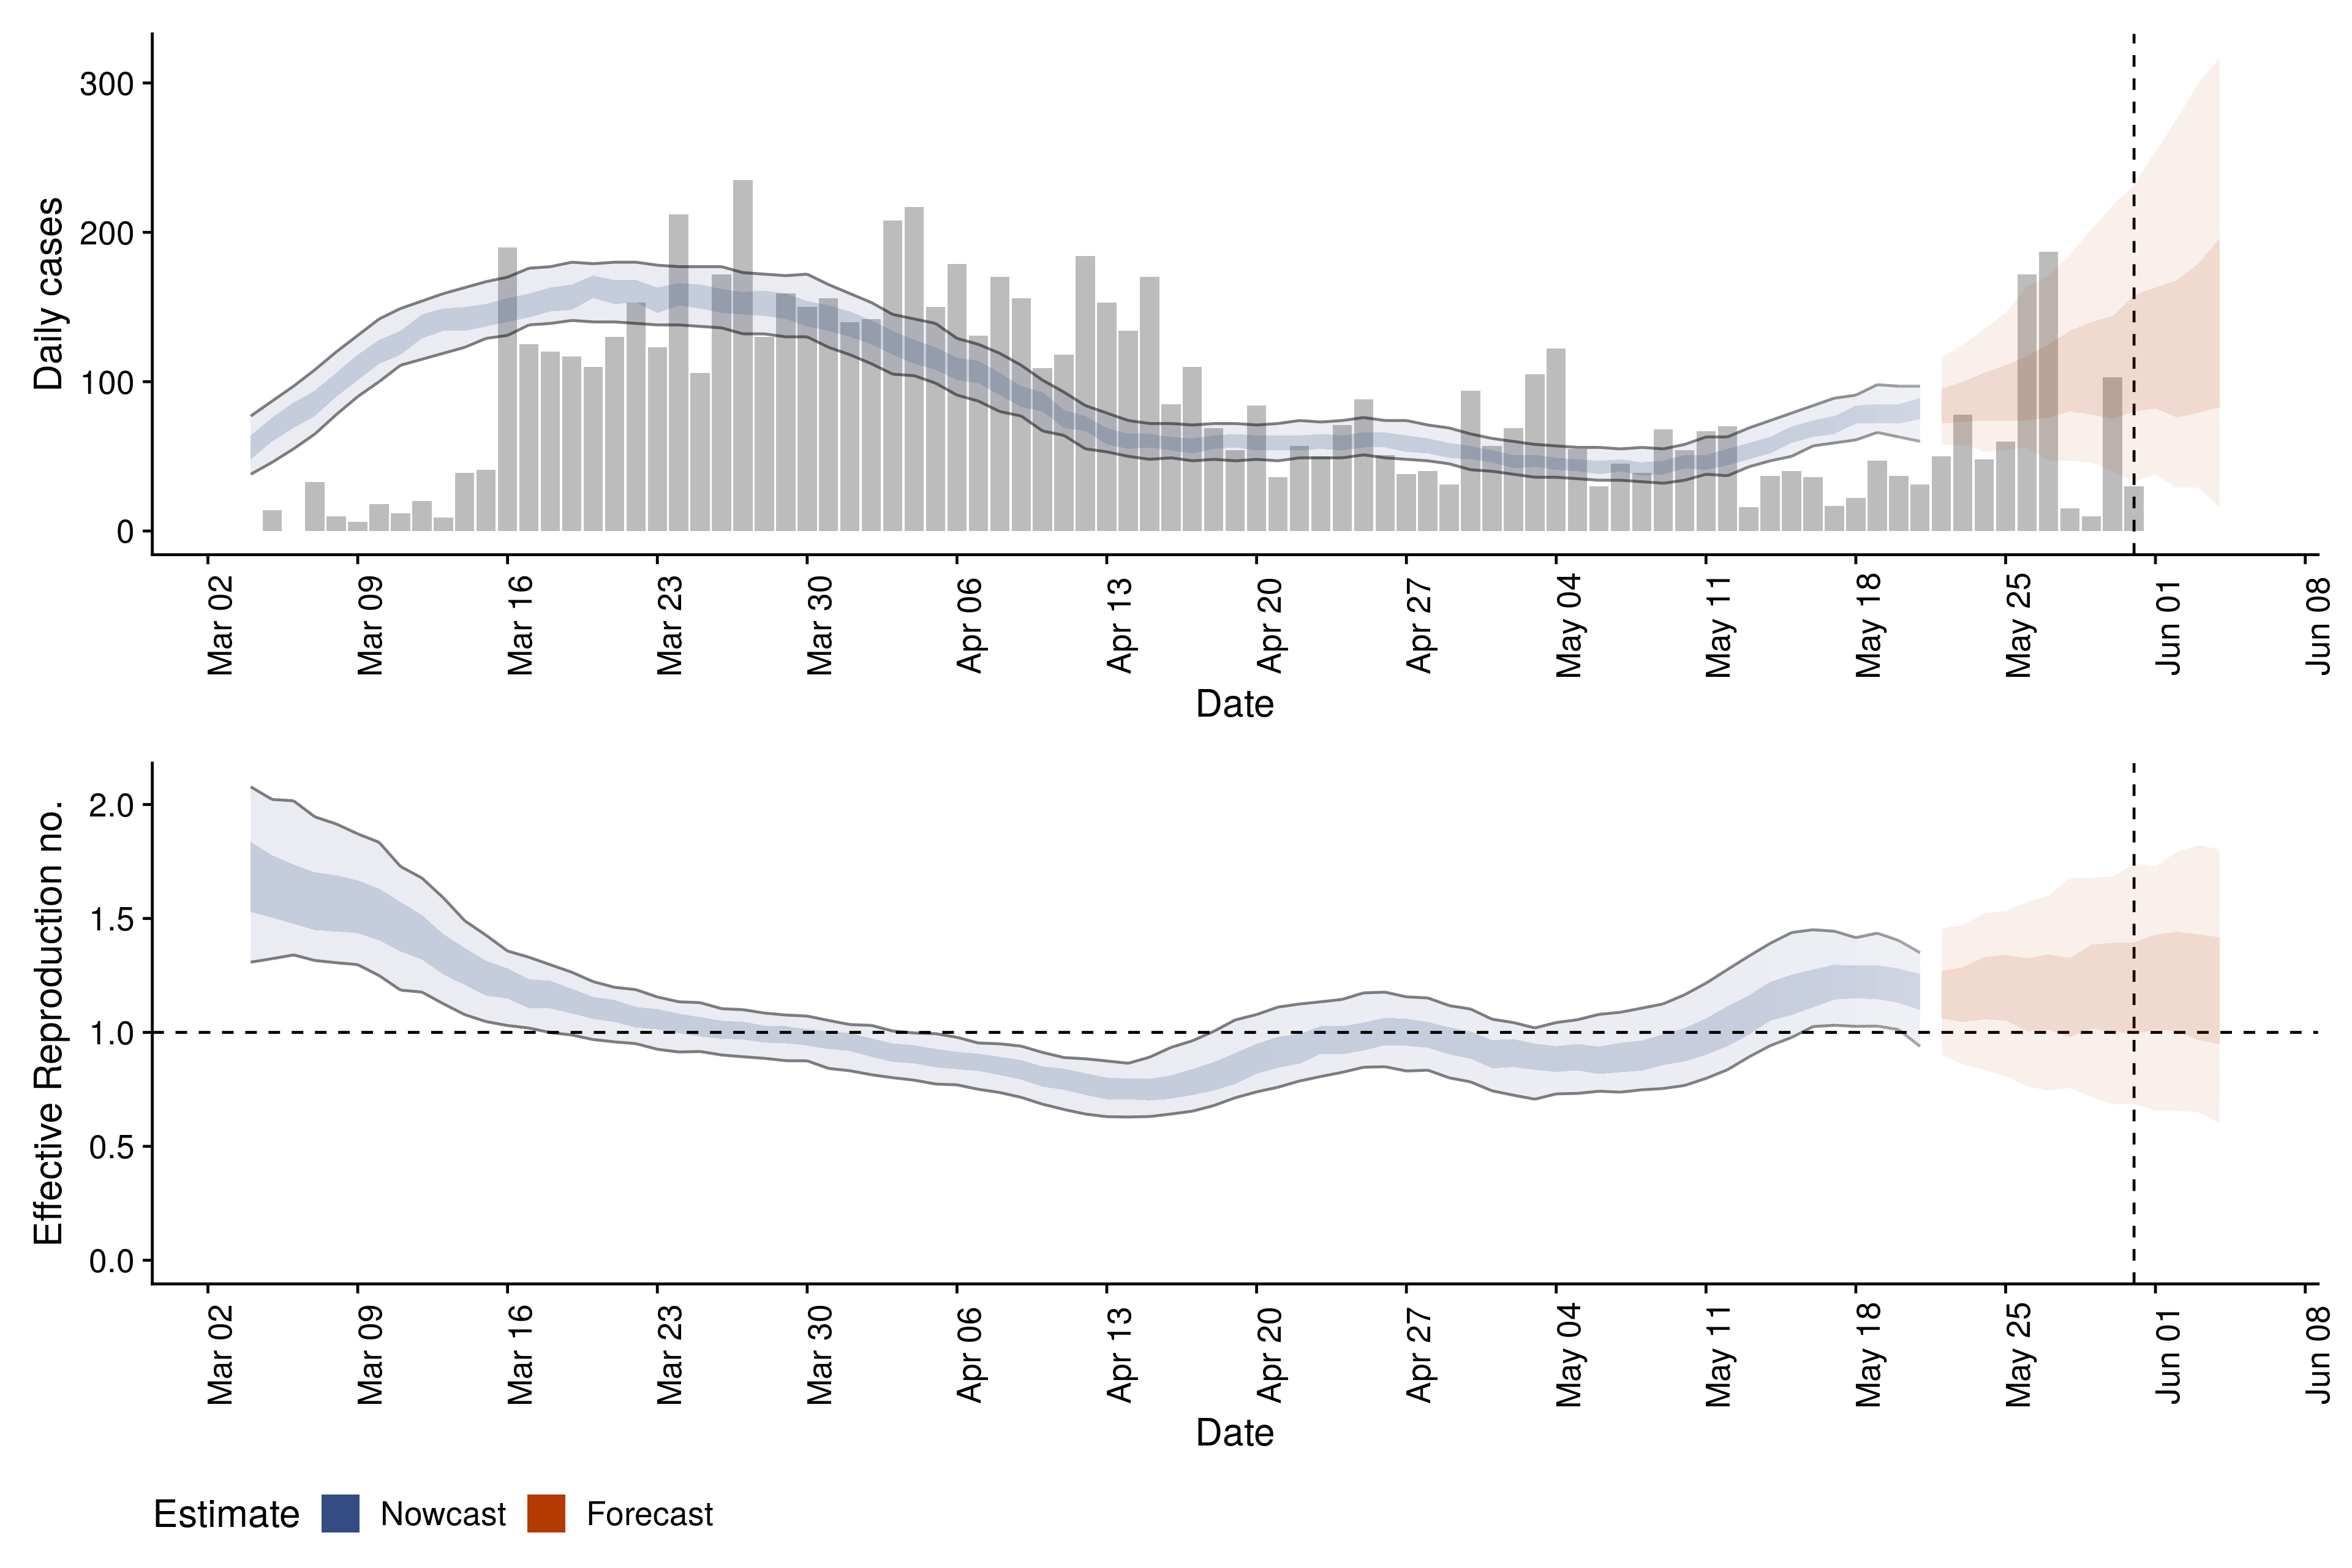 Daily cases
300
200
100
0
Mar 02
Mar 09
Mar 16
Mar 23
Mar 30
Apr 06
Apr 13
Apr 20
Apr 27
May 04
May 11
May 18
May 25
Jun 01
Jun 08
Date
Effective Reproduction no.
2.0
1.5
1.0
0.5
0.0
Mar 02
Mar 09
Mar 16
Mar 23
Mar 30
Apr 06
Apr 13
Apr 20
Apr 27
May 04
May 11
May 18
May 25
Jun 01
Jun 08
Date
Estimate Nowcast Forecast